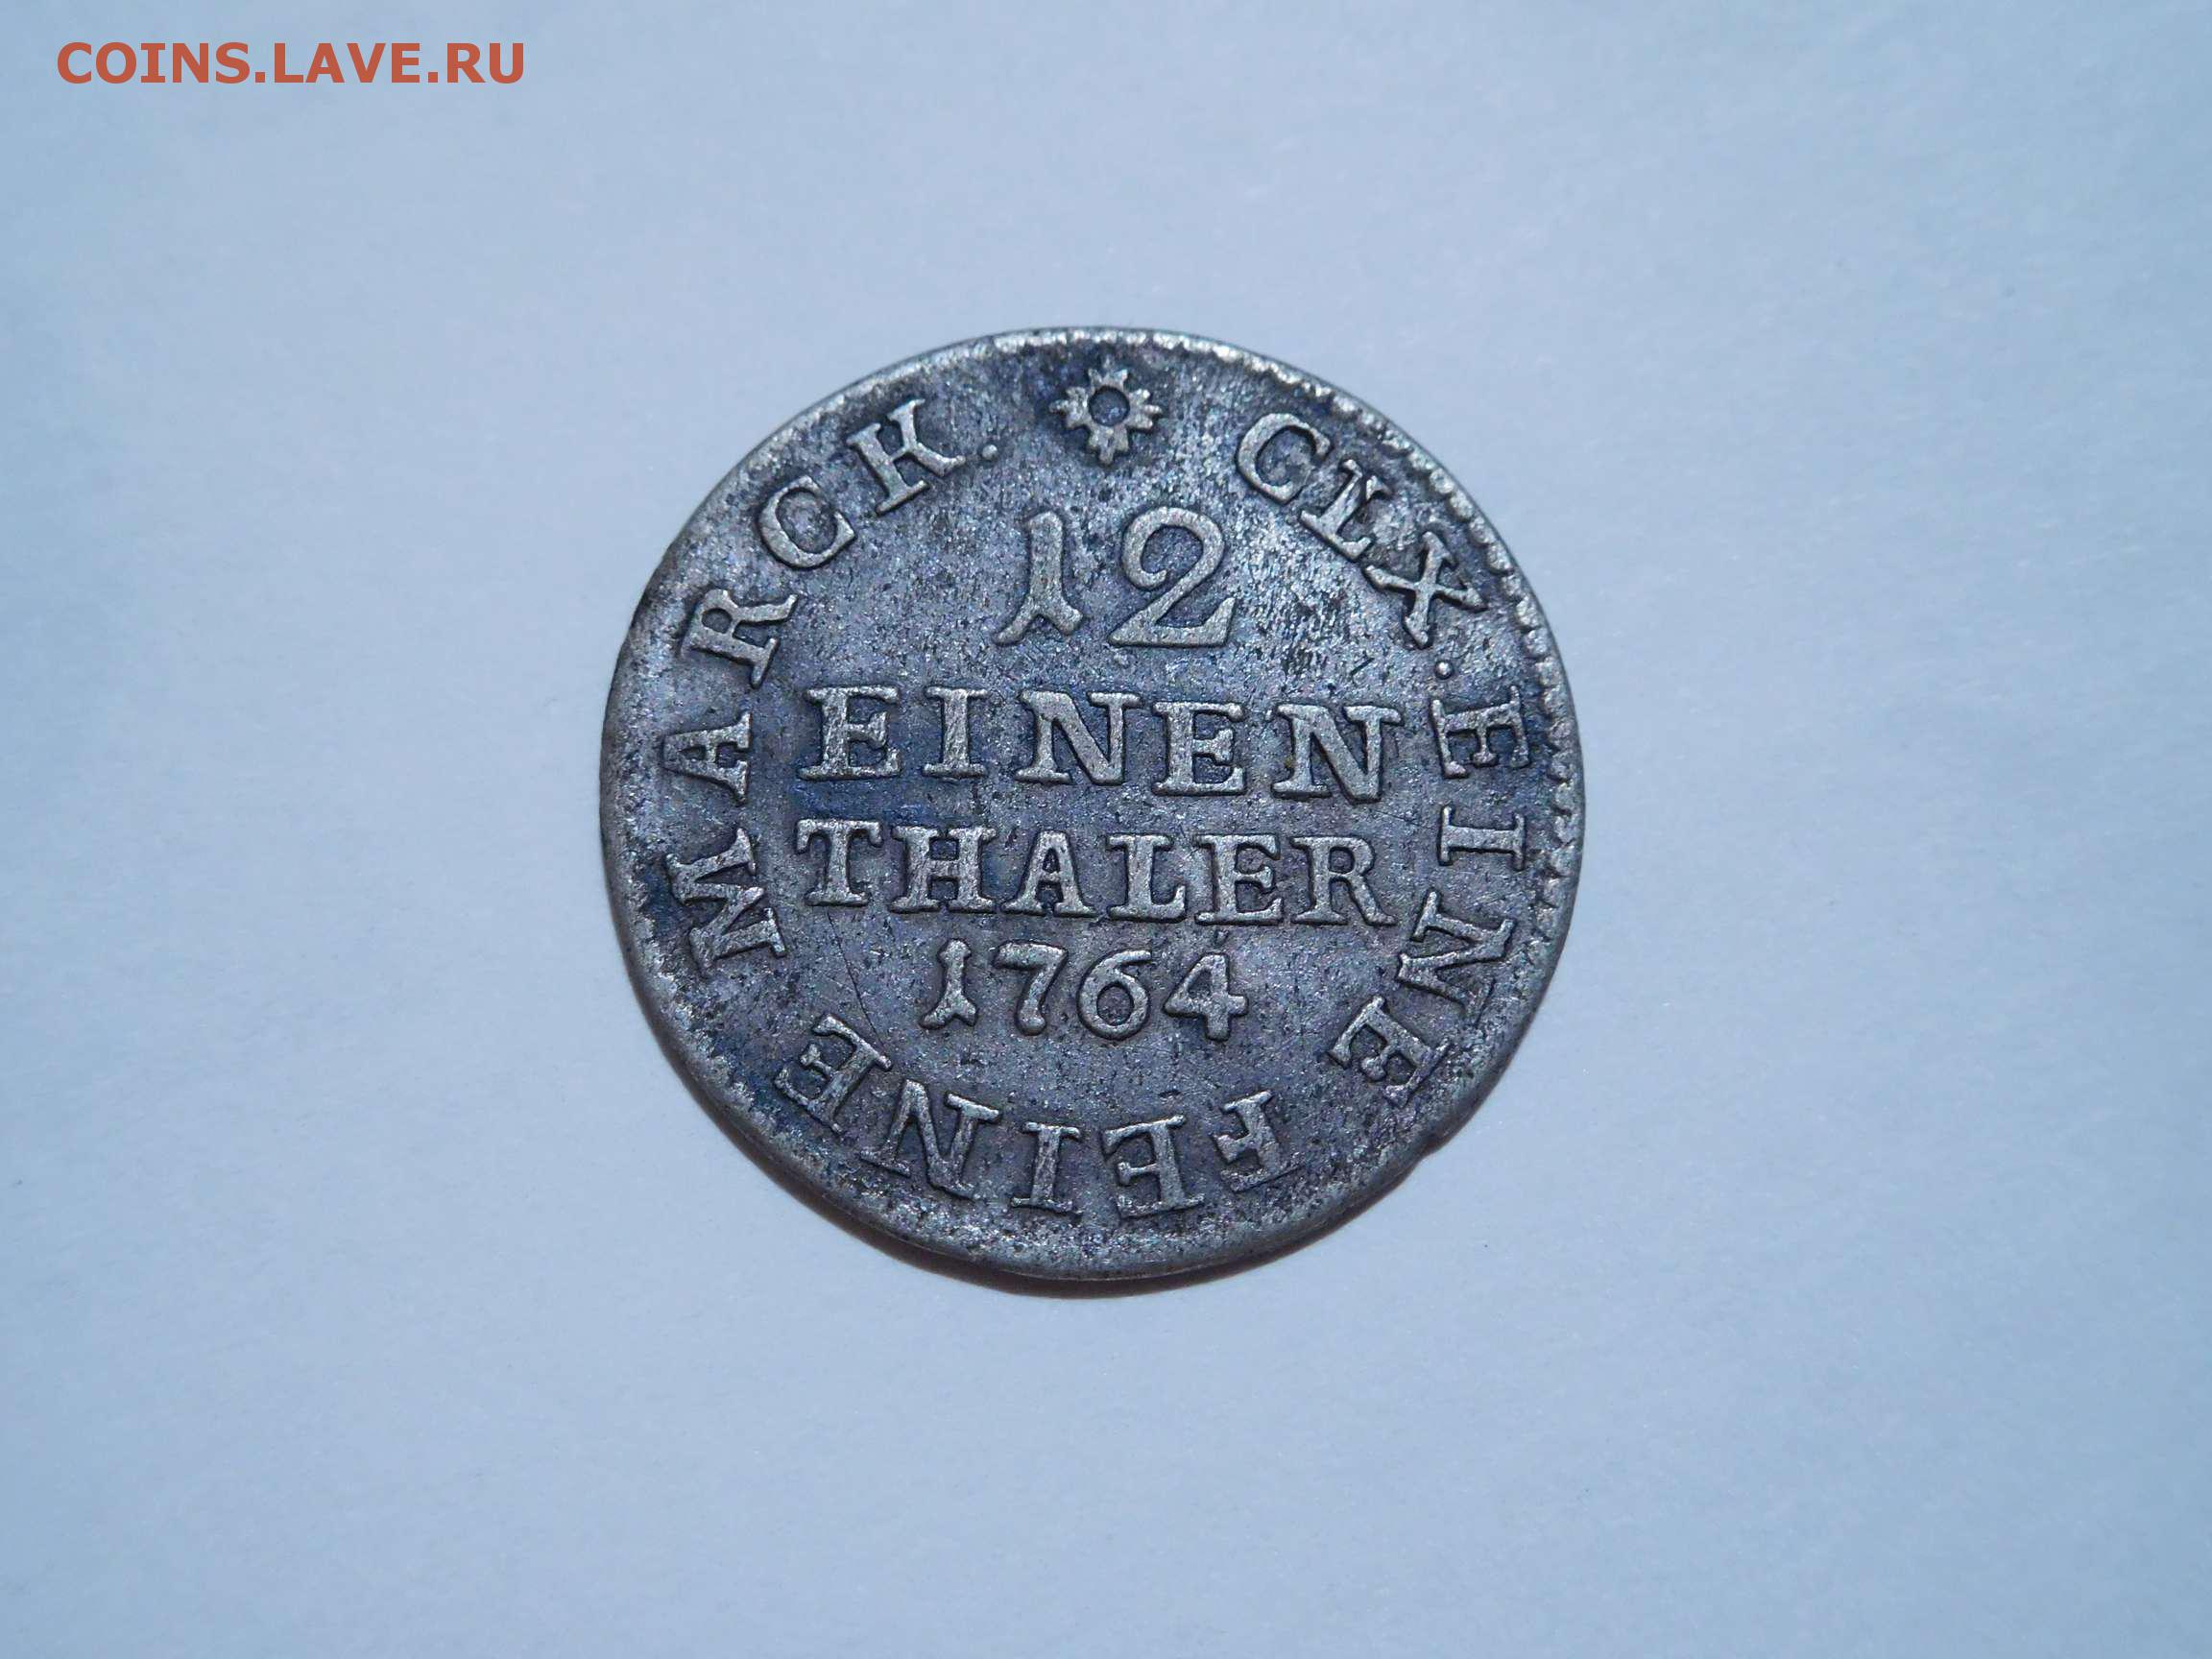 COINS.LAVE.RU
CLX. EINE FEINE MARCK.
12
EINEN
THALER
1764